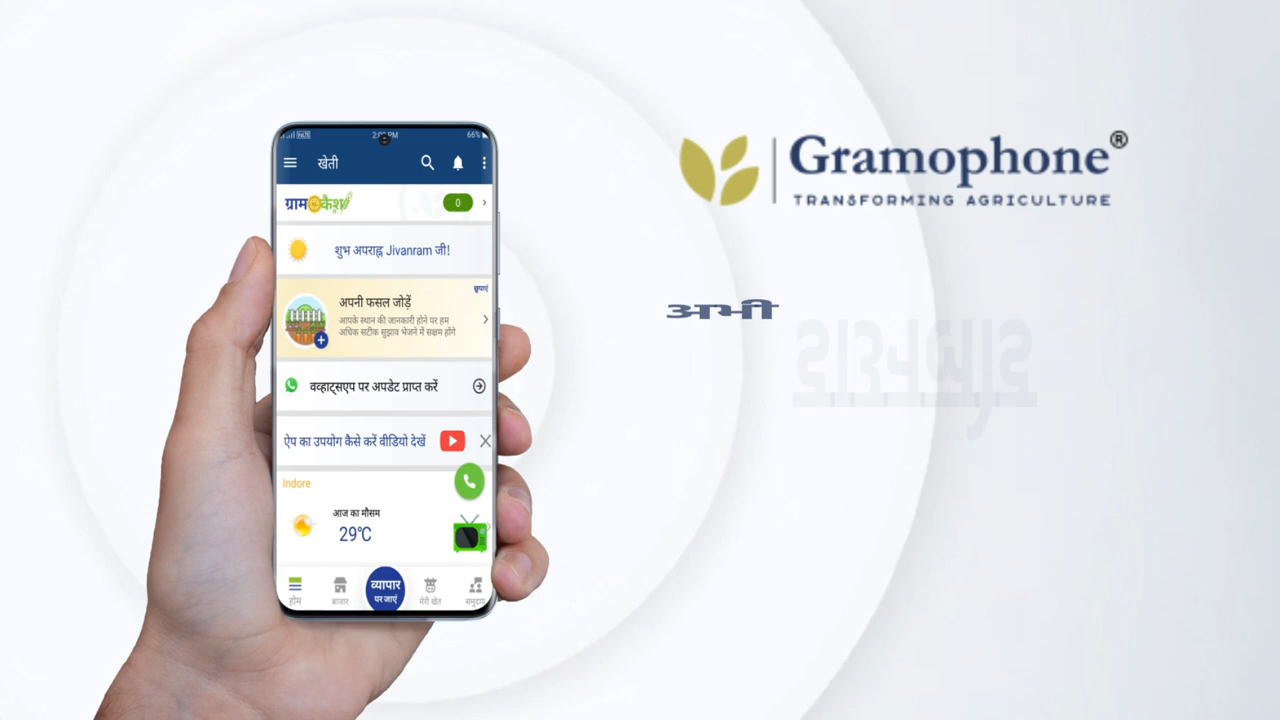 66%
खेती
ग्राम कैश
0
शुभ अपराह्न Jivanram जी!
छुपाएं
अपनी फसल जोड़ें
आपके स्थान की जानकारी होने पर हम
अधिक सटीक सुझाव भेजने में सक्षम होंगे
व्हाट्सएप पर अपडेट प्राप्त करें
ऐप का उपयोग कैसे करें वीडियो देखें
Indore
आज का मौसम
29°C
होम
बाजार
व्यापार
पर जाएं
मेरी खेत
समुदाय
Gramophone®
TRANSFORMING AGRICULTURE
अभी